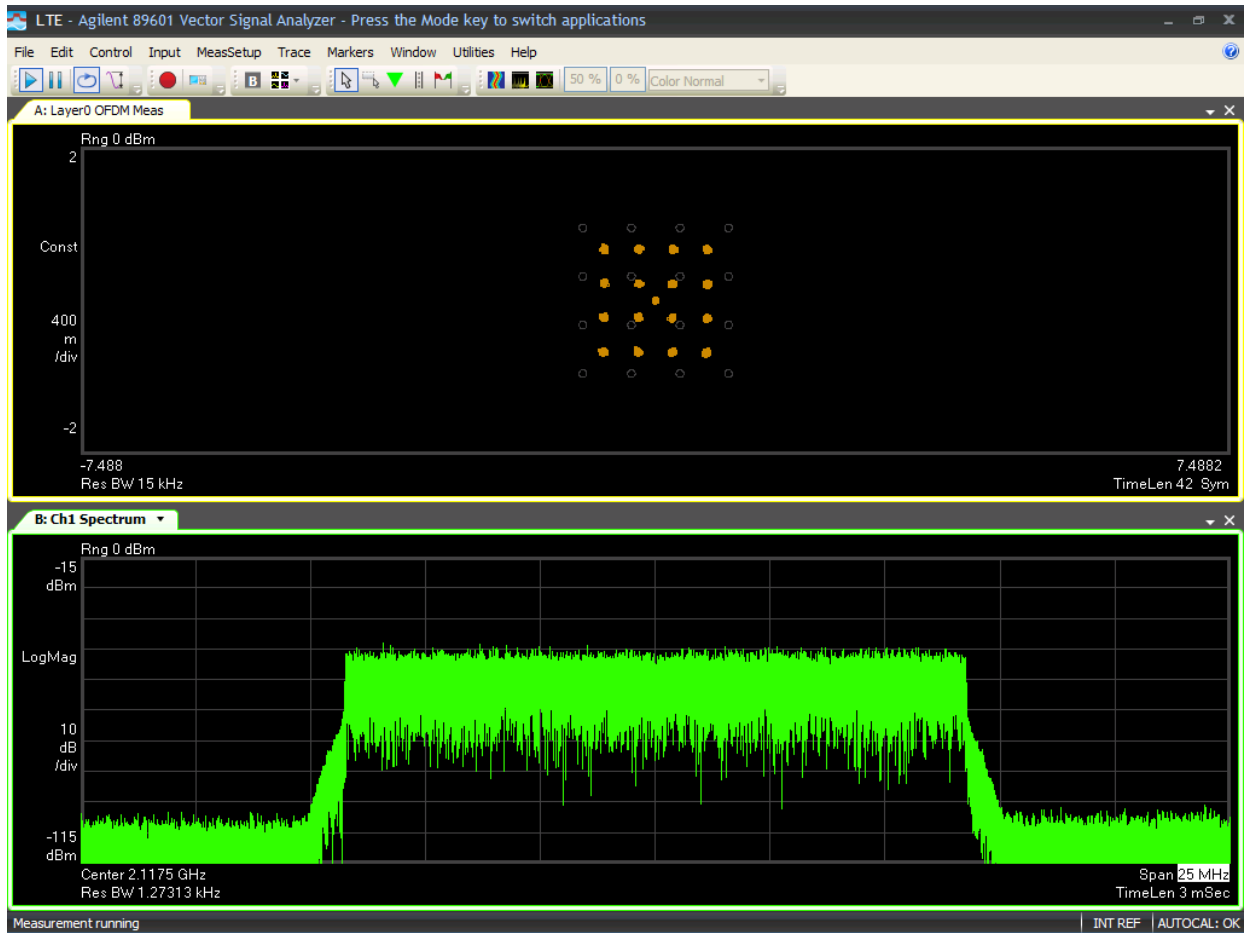 LTE - Agilent 89601 Vector Signal Analyzer - Press the Mode key to switch applications
File Edit Control Input MeasSetup Trace Markers Window Utilities Help
B 50 % 0 % Color Normal
A: Layer0 OFDM Meas
Rng 0 dBm
2
Const
400
m
/div
-2
-7.488 7.4882
Res BW 15 kHz TimeLen 42 Sym
B: Ch1 Spectrum
Rng 0 dBm
-15
dBm
LogMag
10
dB
/div
-115
dBm
Center 2.1175 GHz Span 25 MHz
Res BW 1.27313 kHz TimeLen 3 mSec
Measurement running INT REF AUTOCAL: OK